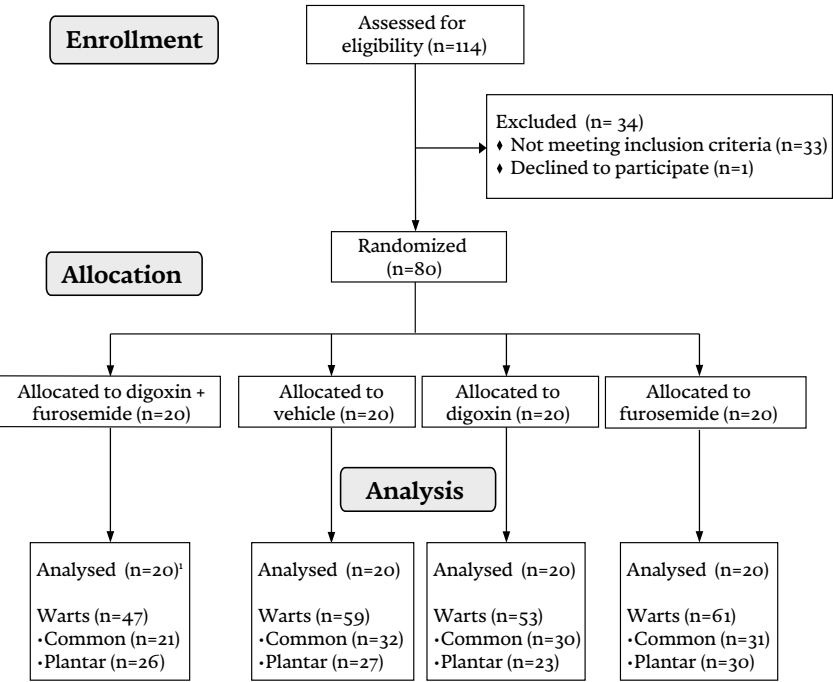 Enrollment
Assessed for
eligibility (n=114)
Excluded (n= 34)
♦ Not meeting inclusion criteria (n=33)
♦ Declined to participate (n=1)
Randomized
(n=80)
Allocation
Allocated to digoxin +
furosemide (n=20)
Allocated to
vehicle (n=20)
Allocated to
digoxin (n=20)
Allocated to
furosemide (n=20)
Analysis
Analysed (n=20)¹
Warts (n=47)
·Common (n=21)
·Plantar (n=26)
Analysed (n=20)
Warts (n=59)
·Common (n=32)
·Plantar (n=27)
Analysed (n=20)
Warts (n=53)
·Common (n=30)
·Plantar (n=23)
Analysed (n=20)
Warts (n=61)
·Common (n=31)
·Plantar (n=30)